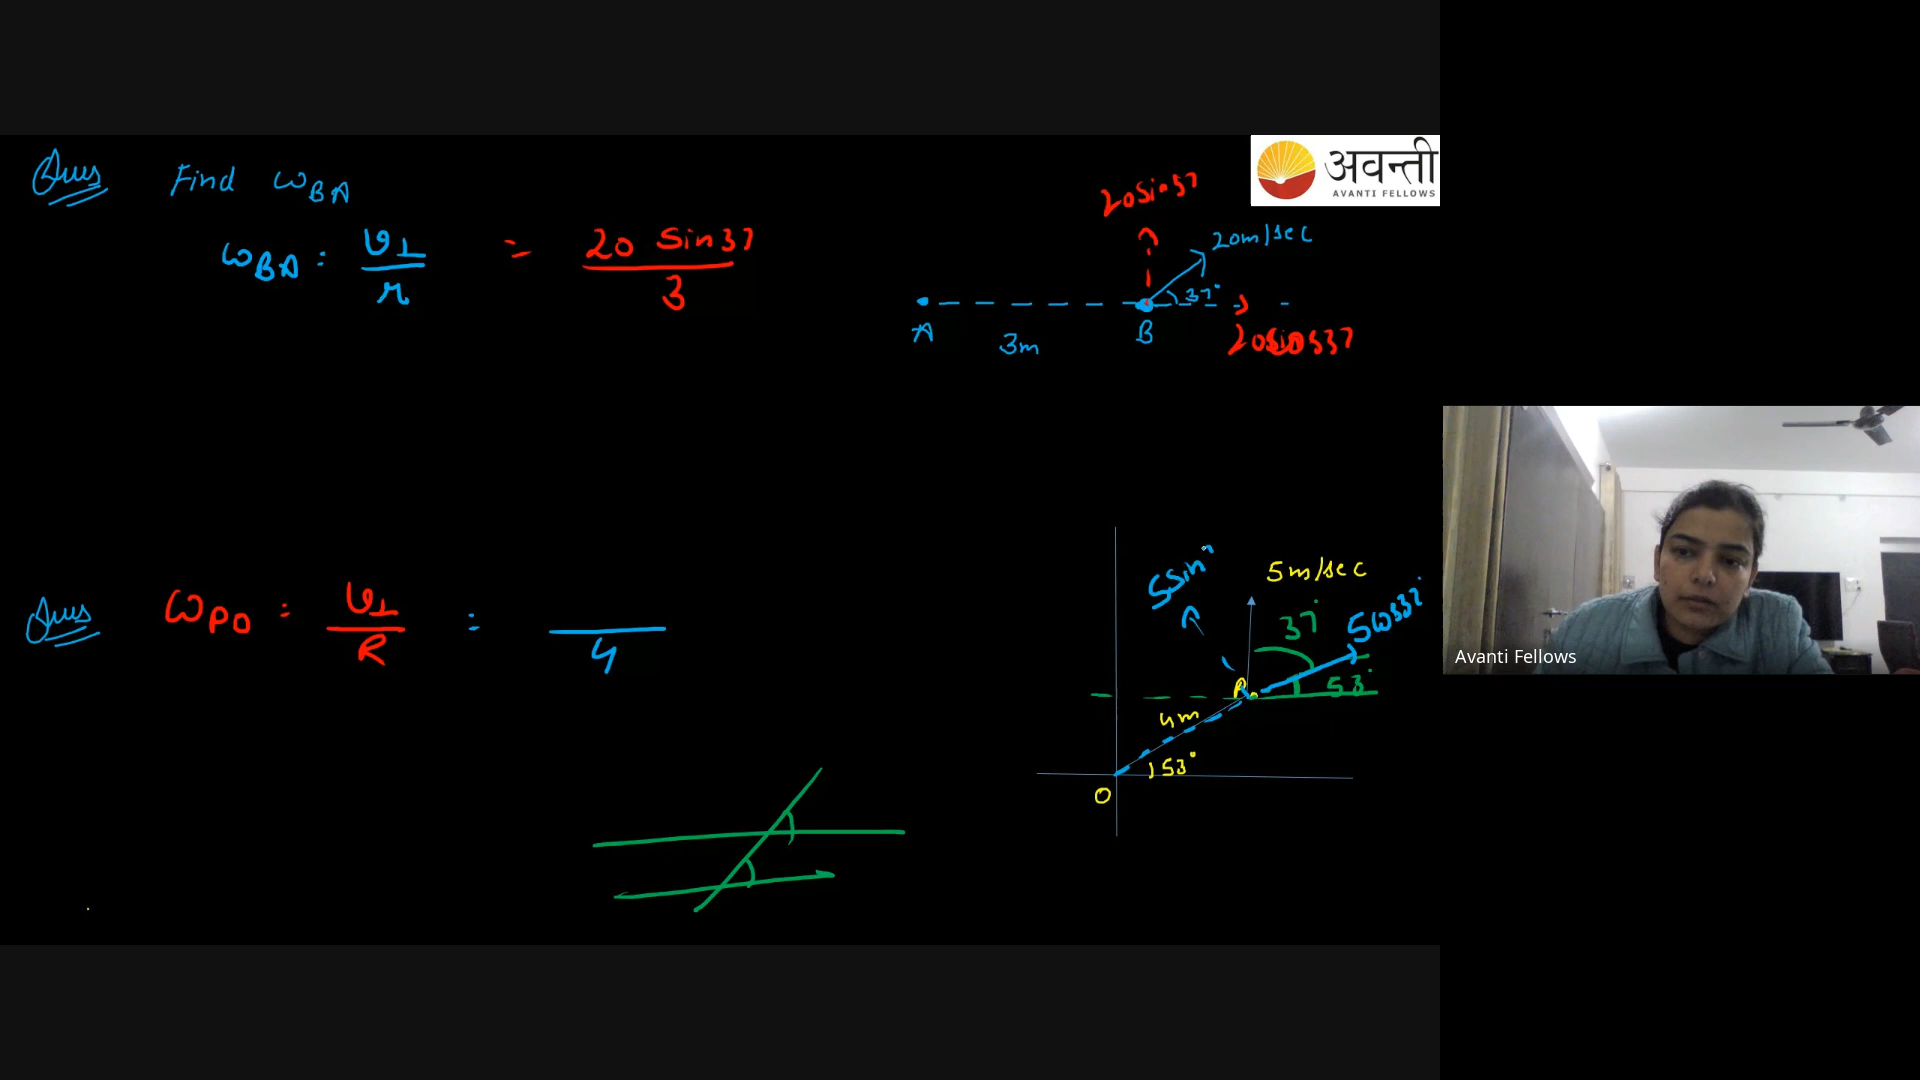 Ques Find ωBA
ωBA = v⊥/r = 20 Sin37/3
20sin37
20m/sec
37°
A
3m
B
20cos37
अवन्ती
AVANTI FELLOWS
Ques ωPO = v⊥/R = /4
5sin
5m/sec
37°
5cos37°
53°
P
4m
53°
O
Avanti Fellows